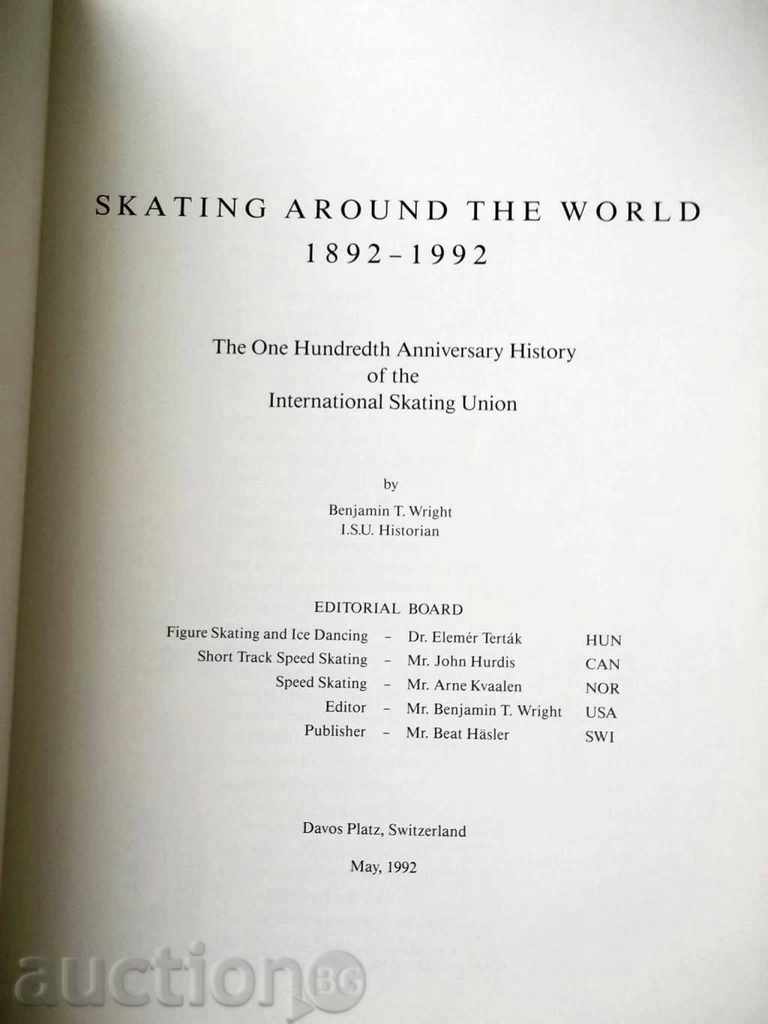 SKATING AROUND THE WORLD
1892–1992
The One Hundredth Anniversary History
of the
International Skating Union
by
Benjamin T. Wright
I.S.U. Historian
EDITORIAL BOARD
Figure Skating and Ice Dancing – Dr. Elemér Terták HUN
Short Track Speed Skating – Mr. John Hurdis CAN
Speed Skating – Mr. Arne Kvaalen NOR
Editor – Mr. Benjamin T. Wright USA
Publisher – Mr. Beat Häsler SWI
Davos Platz, Switzerland
May, 1992
auction BG